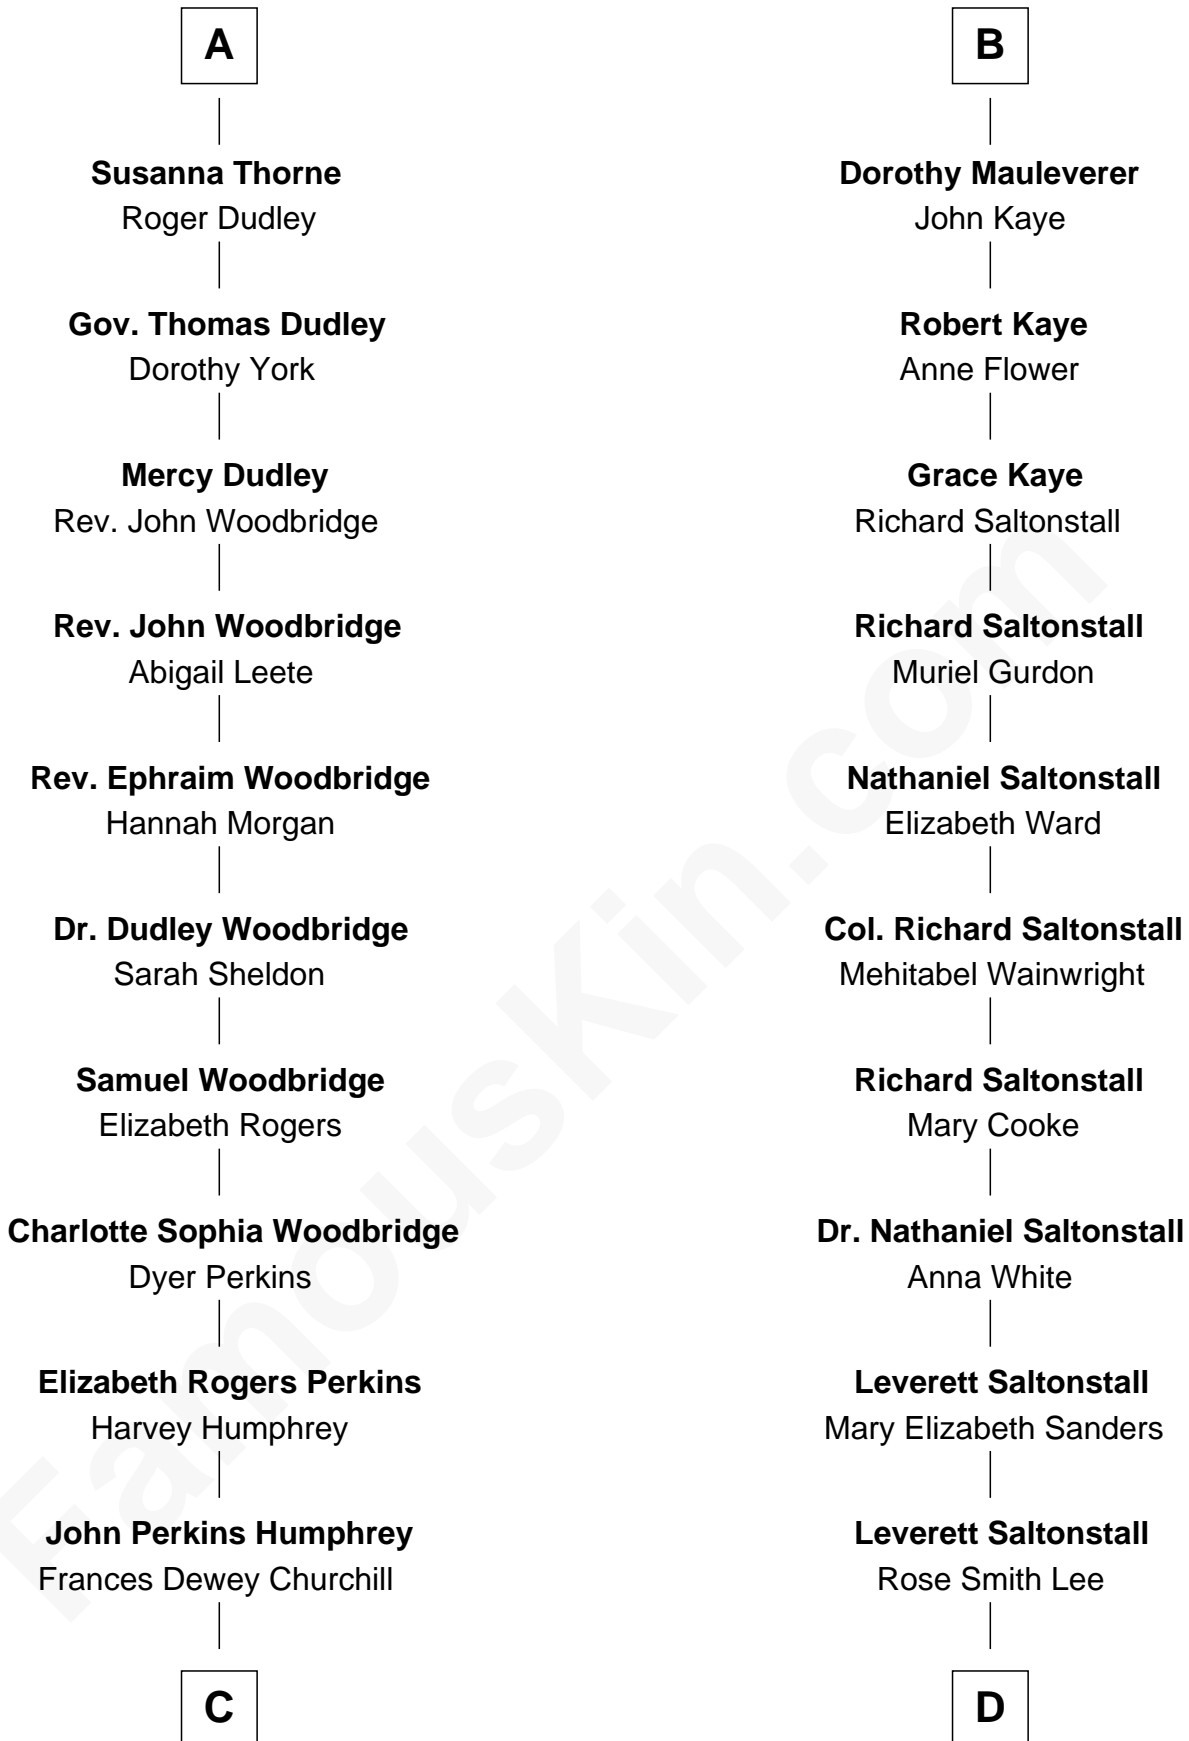 A
Susanna Thorne
Roger Dudley
Gov. Thomas Dudley
Dorothy York
Mercy Dudley
Rev. John Woodbridge
Rev. John Woodbridge
Abigail Leete
Rev. Ephraim Woodbridge
Hannah Morgan
Dr. Dudley Woodbridge
Sarah Sheldon
Samuel Woodbridge
Elizabeth Rogers
Charlotte Sophia Woodbridge
Dyer Perkins
Elizabeth Rogers Perkins
Harvey Humphrey
John Perkins Humphrey
Frances Dewey Churchill
C
B
Dorothy Mauleverer
John Kaye
Robert Kaye
Anne Flower
Grace Kaye
Richard Saltonstall
Richard Saltonstall
Muriel Gurdon
Nathaniel Saltonstall
Elizabeth Ward
Col. Richard Saltonstall
Mehitabel Wainwright
Richard Saltonstall
Mary Cooke
Dr. Nathaniel Saltonstall
Anna White
Leverett Saltonstall
Mary Elizabeth Sanders
Leverett Saltonstall
Rose Smith Lee
D
FamousKin.com